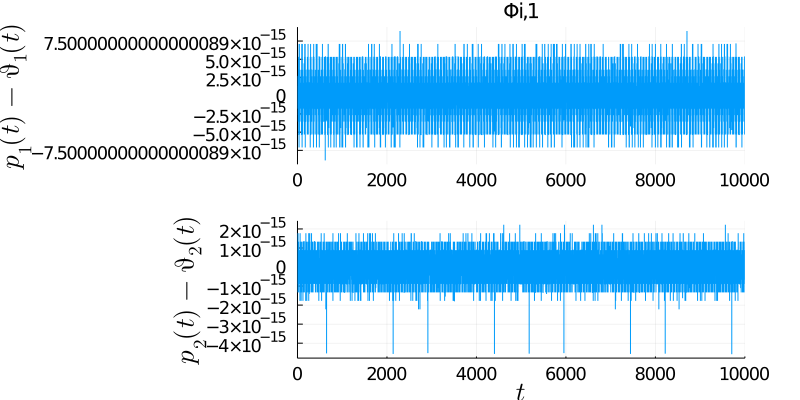 Φi,1
p₁(t) − ϑ₁(t)
7.500000000000000089×10⁻¹⁵
5.0×10⁻¹⁵
2.5×10⁻¹⁵
0
−2.5×10⁻¹⁵
−5.0×10⁻¹⁵
−7.500000000000000089×10⁻¹⁵
0 2000 4000 6000 8000 10000
p₂(t) − ϑ₂(t)
2×10⁻¹⁵
1×10⁻¹⁵
0
−1×10⁻¹⁵
−2×10⁻¹⁵
−3×10⁻¹⁵
−4×10⁻¹⁵
0 2000 4000 6000 8000 10000
t